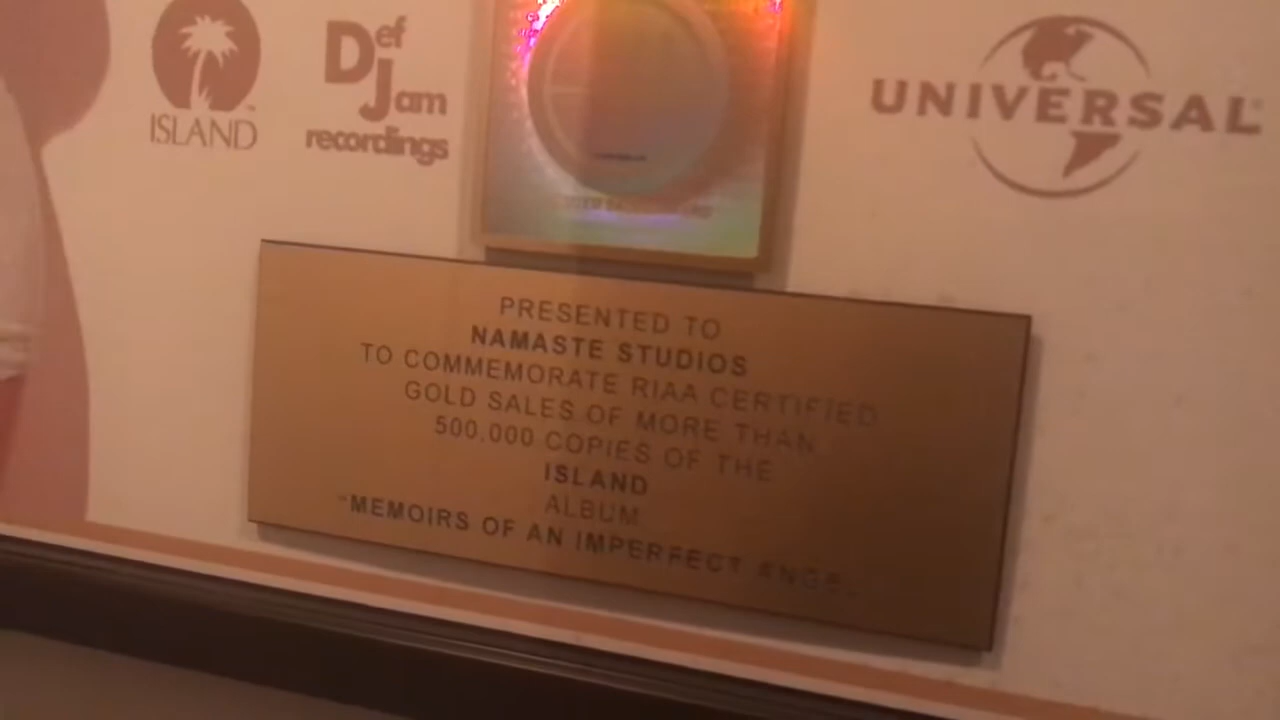 ISLAND
Def
Jam
recordings
UNIVERSAL
PRESENTED TO
NAMASTE STUDIOS
TO COMMEMORATE RIAA CERTIFIED
GOLD SALES OF MORE THAN
500,000 COPIES OF THE
ISLAND
ALBUM
"MEMOIRS OF AN IMPERFECT ANGEL